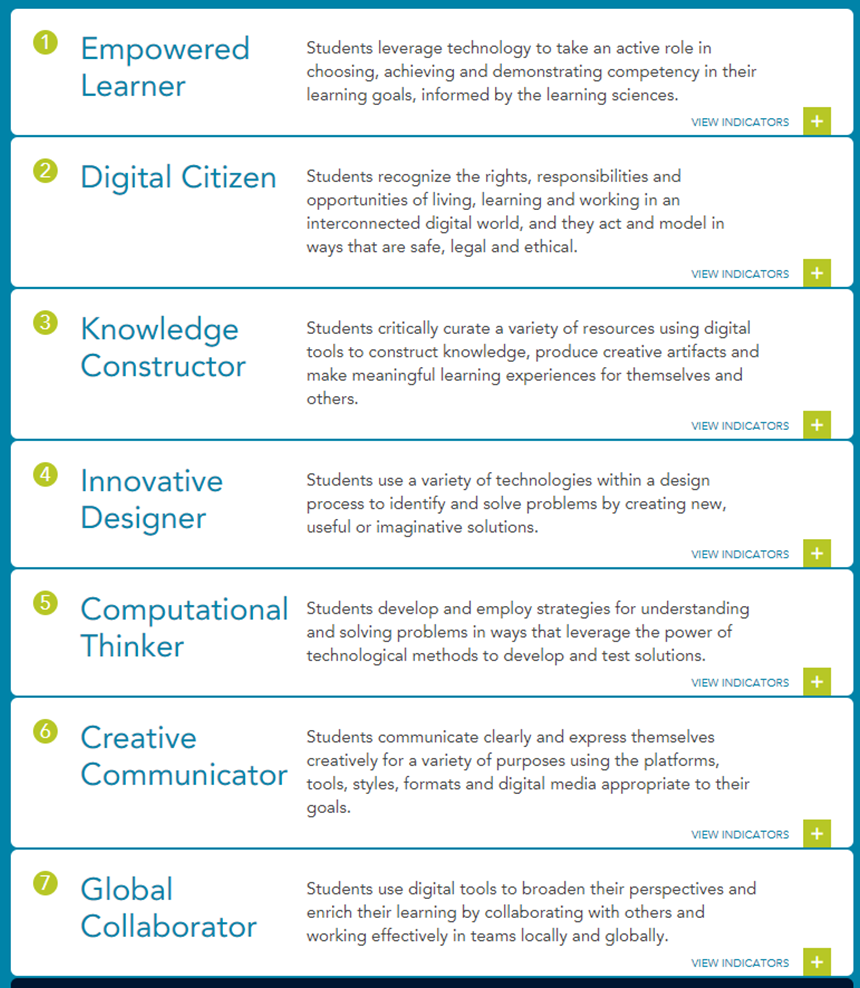 1
Empowered
Learner
Students leverage technology to take an active role in
choosing, achieving and demonstrating competency in their
learning goals, informed by the learning sciences.
VIEW INDICATORS +
2
Digital Citizen
Students recognize the rights, responsibilities and
opportunities of living, learning and working in an
interconnected digital world, and they act and model in
ways that are safe, legal and ethical.
VIEW INDICATORS +
3
Knowledge
Constructor
Students critically curate a variety of resources using digital
tools to construct knowledge, produce creative artifacts and
make meaningful learning experiences for themselves and
others.
VIEW INDICATORS +
4
Innovative
Designer
Students use a variety of technologies within a design
process to identify and solve problems by creating new,
useful or imaginative solutions.
VIEW INDICATORS +
5
Computational
Thinker
Students develop and employ strategies for understanding
and solving problems in ways that leverage the power of
technological methods to develop and test solutions.
VIEW INDICATORS +
6
Creative
Communicator
Students communicate clearly and express themselves
creatively for a variety of purposes using the platforms,
tools, styles, formats and digital media appropriate to their
goals.
VIEW INDICATORS +
7
Global
Collaborator
Students use digital tools to broaden their perspectives and
enrich their learning by collaborating with others and
working effectively in teams locally and globally.
VIEW INDICATORS +